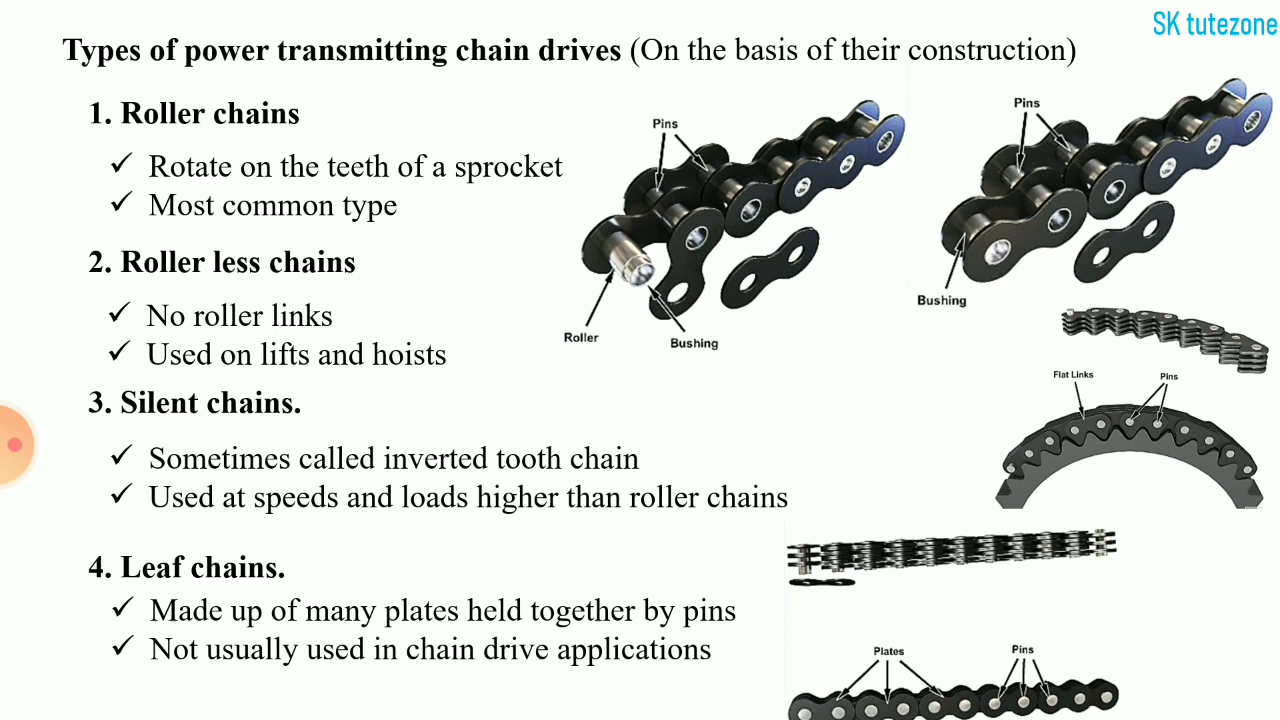 SK tutezone
Types of power transmitting chain drives (On the basis of their construction)
1. Roller chains
✓ Rotate on the teeth of a sprocket
✓ Most common type
2. Roller less chains
✓ No roller links
✓ Used on lifts and hoists
3. Silent chains.
✓ Sometimes called inverted tooth chain
✓ Used at speeds and loads higher than roller chains
4. Leaf chains.
✓ Made up of many plates held together by pins
✓ Not usually used in chain drive applications
Pins
Roller
Bushing
Pins
Bushing
Flat Links
Pins
Plates
Pins